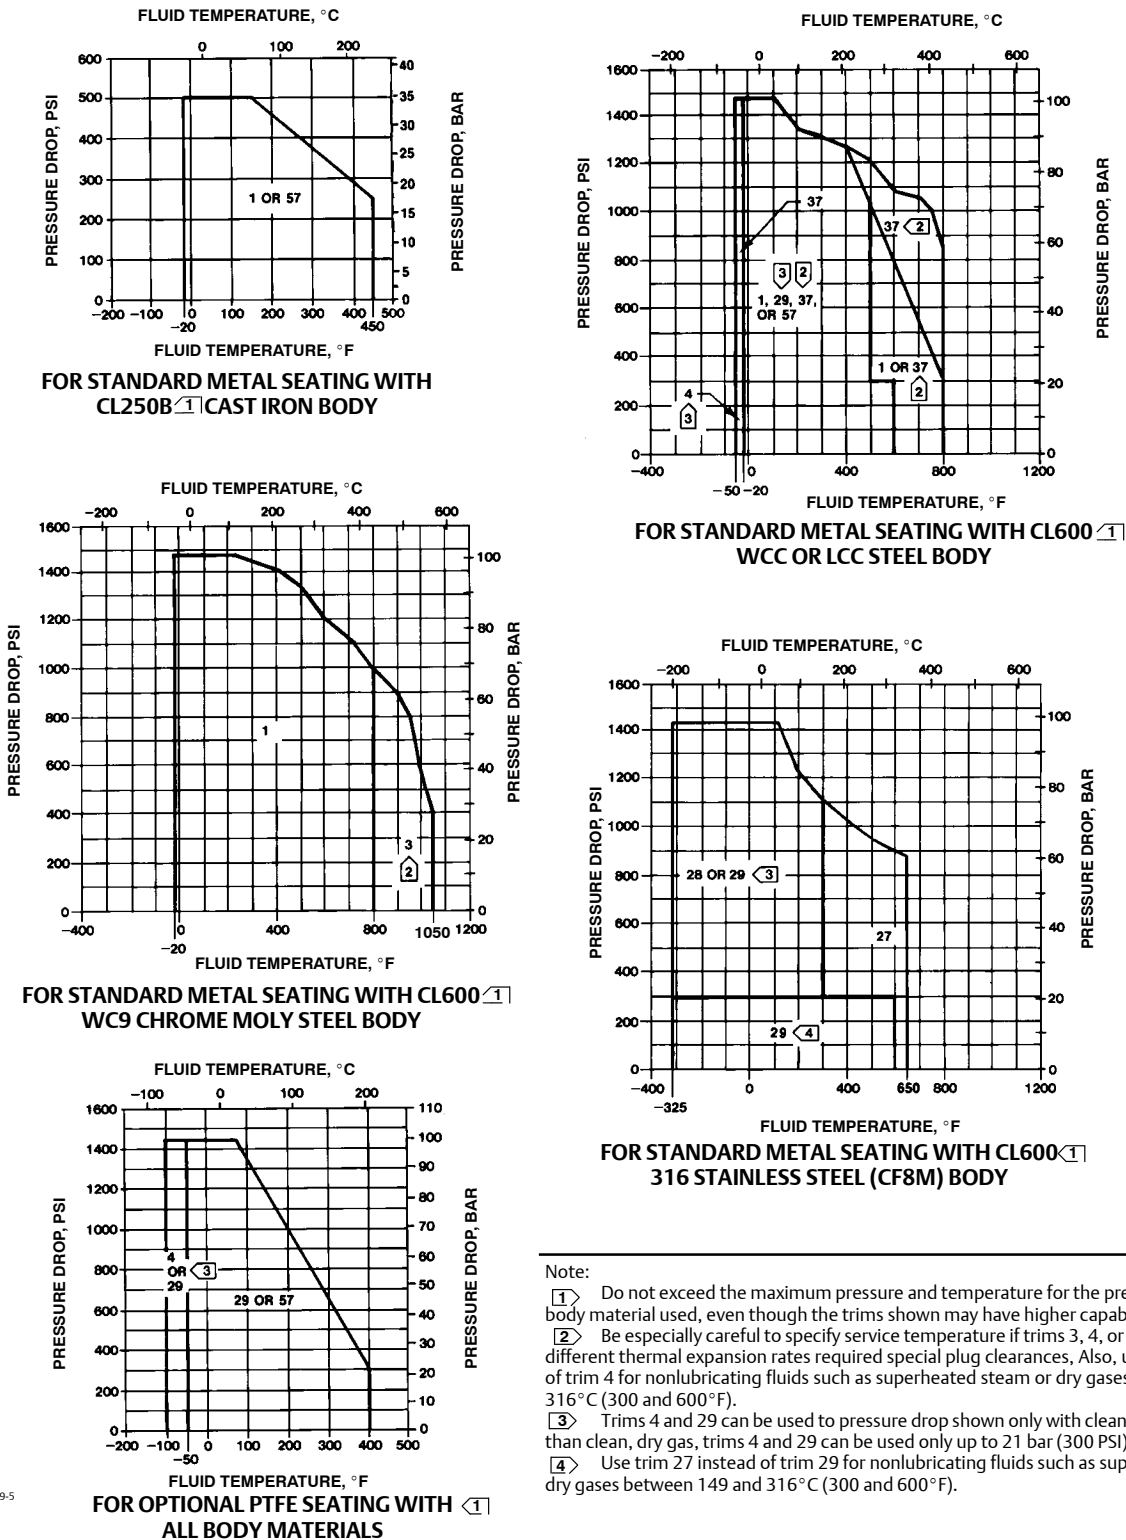 FLUID TEMPERATURE, °C
0 100 200
600
500
400
300
200
100
0
PRESSURE DROP, PSI
40
35
30
25
20
15
10
5
0
PRESSURE DROP, BAR
1 OR 57
−200 −100 0 100 200 300 400 500
−20 450
FLUID TEMPERATURE, °F
FOR STANDARD METAL SEATING WITH
CL250B 1 CAST IRON BODY
FLUID TEMPERATURE, °C
−200 0 200 400 600
1600
1400
1200
1000
800
600
400
200
0
PRESSURE DROP, PSI
100
80
60
40
20
0
PRESSURE DROP, BAR
37
37 2
3 2
1, 29, 37,
OR 57
1 OR 37
2
4
3
−400 0 400 800 1200
−50 −20
FLUID TEMPERATURE, °F
FOR STANDARD METAL SEATING WITH CL600 1
WCC OR LCC STEEL BODY
FLUID TEMPERATURE, °C
−200 0 200 400 600
1600
1400
1200
1000
800
600
400
200
0
PRESSURE DROP, PSI
100
80
60
40
20
0
PRESSURE DROP, BAR
1
3
2
−400 0 400 800 1050 1200
−20
FLUID TEMPERATURE, °F
FOR STANDARD METAL SEATING WITH CL600 1
WC9 CHROME MOLY STEEL BODY
FLUID TEMPERATURE, °C
−200 0 200 400 600
1600
1400
1200
1000
800
600
400
200
0
PRESSURE DROP, PSI
100
80
60
40
20
0
PRESSURE DROP, BAR
28 OR 29 3
27
29 4
−400 0 400 650 800 1200
−325
FLUID TEMPERATURE, °F
FOR STANDARD METAL SEATING WITH CL600 1
316 STAINLESS STEEL (CF8M) BODY
FLUID TEMPERATURE, °C
−100 0 100 200
1600
1400
1200
1000
800
600
400
200
0
PRESSURE DROP, PSI
110
100
90
80
70
60
50
40
30
20
10
0
PRESSURE DROP, BAR
4
OR 3
29
29 OR 57
−200 −100 0 100 200 300 400 500
−50
FLUID TEMPERATURE, °F
FOR OPTIONAL PTFE SEATING WITH 1
ALL BODY MATERIALS
9-5
Note:
1 Do not exceed the maximum pressure and temperature for the pre
body material used, even though the trims shown may have higher capab
2 Be especially careful to specify service temperature if trims 3, 4, or
different thermal expansion rates required special plug clearances, Also, u
of trim 4 for nonlubricating fluids such as superheated steam or dry gases
316°C (300 and 600°F).
3 Trims 4 and 29 can be used to pressure drop shown only with clean
than clean, dry gas, trims 4 and 29 can be used only up to 21 bar (300 PSI)
4 Use trim 27 instead of trim 29 for nonlubricating fluids such as sup
dry gases between 149 and 316°C (300 and 600°F).